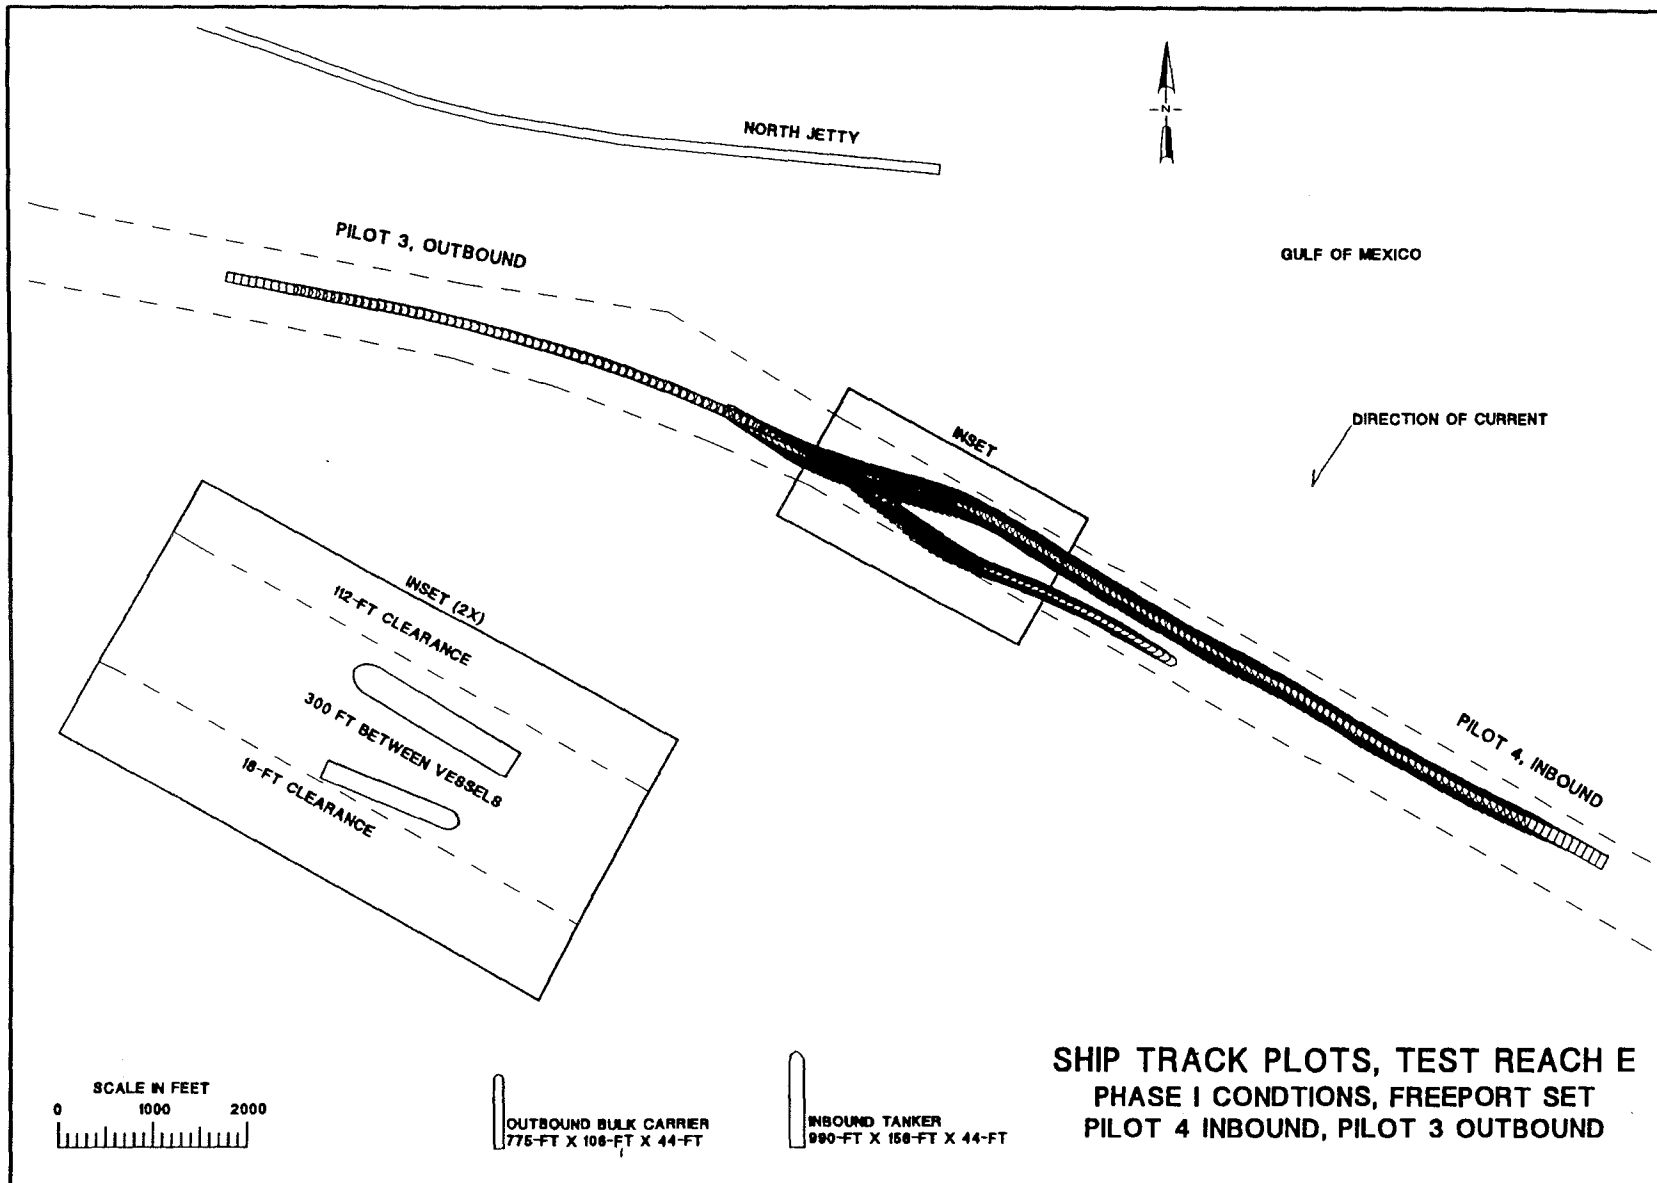 NORTH JETTY
N
PILOT 3, OUTBOUND
GULF OF MEXICO
DIRECTION OF CURRENT
INSET
INSET (2X)
112-FT CLEARANCE
300 FT BETWEEN VESSELS
18-FT CLEARANCE
PILOT 4, INBOUND
SCALE IN FEET
0 1000 2000
OUTBOUND BULK CARRIER
775-FT X 106-FT X 44-FT
INBOUND TANKER
990-FT X 156-FT X 44-FT
SHIP TRACK PLOTS, TEST REACH E
PHASE I CONDTIONS, FREEPORT SET
PILOT 4 INBOUND, PILOT 3 OUTBOUND